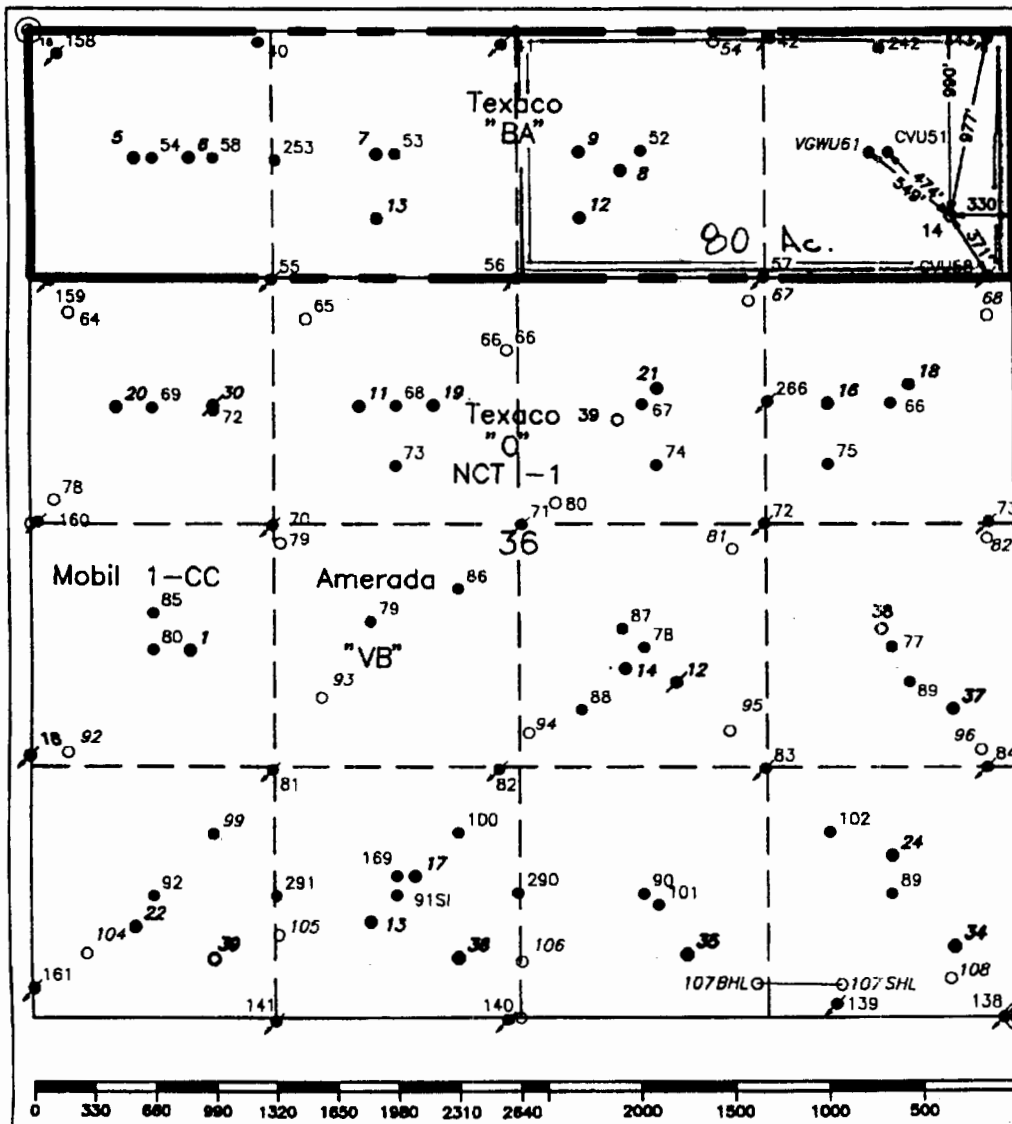 18 158 40 41 54 42 242 243
Texaco
"BA"
990'
977'
5 54 6 58 253 7 53 9 52 VGWU61 CVU51
8
474'
549'
13 12 14 330
80 Ac.
371'
55 56 57 CVU58
159 64 65 67 68
66 66
20 69 30 11 68 19 21 266 16 18
72 39 67 66
Texaco
"O"
73 74 75
NCT -1
78 80
160 70 71 72 73
79 36 81 82
Mobil 1-CC Amerada
85 79 86 87 38
80 1 78 77
"VB" 14 12 89
93 88 37
18 92 94 95 96
81 82 83 84
99 100 102
169 17 24
92 291 91SI 290 90 89
22 13 101
104 39 105 38 106 35 34
161 107BHL 107SHL 108
141 140 139 138
0 330 660 990 1320 1650 1980 2310 2640 2000 1500 1000 500